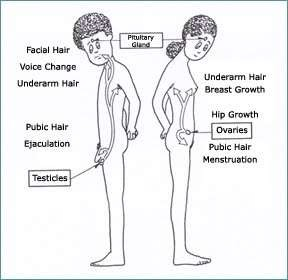 Pituitary
Gland
Facial Hair
Voice Change
Underarm Hair
Pubic Hair
Ejaculation
Testicles
Underarm Hair
Breast Growth
Hip Growth
Ovaries
Pubic Hair
Menstruation